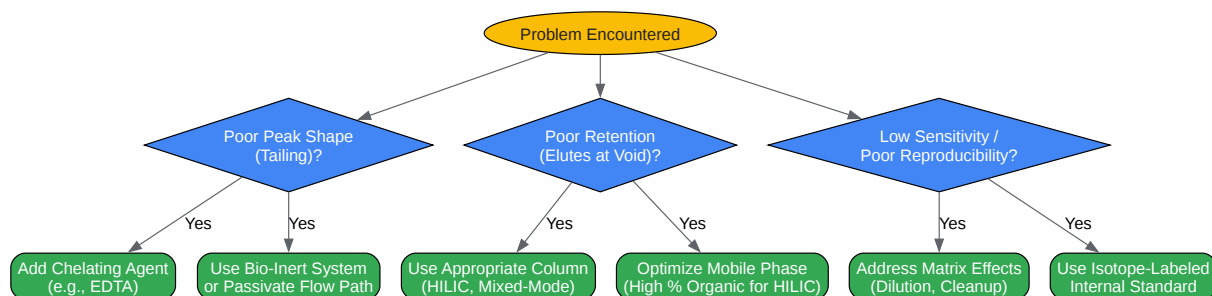 Problem Encountered
Poor Peak Shape
(Tailing)?
Poor Retention
(Elutes at Void)?
Low Sensitivity /
Poor Reproducibility?
Yes
Yes
Yes
Yes
Yes
Yes
Add Chelating Agent
(e.g., EDTA)
Use Bio-Inert System
or Passivate Flow Path
Use Appropriate Column
(HILIC, Mixed-Mode)
Optimize Mobile Phase
(High % Organic for HILIC)
Address Matrix Effects
(Dilution, Cleanup)
Use Isotope-Labeled
Internal Standard